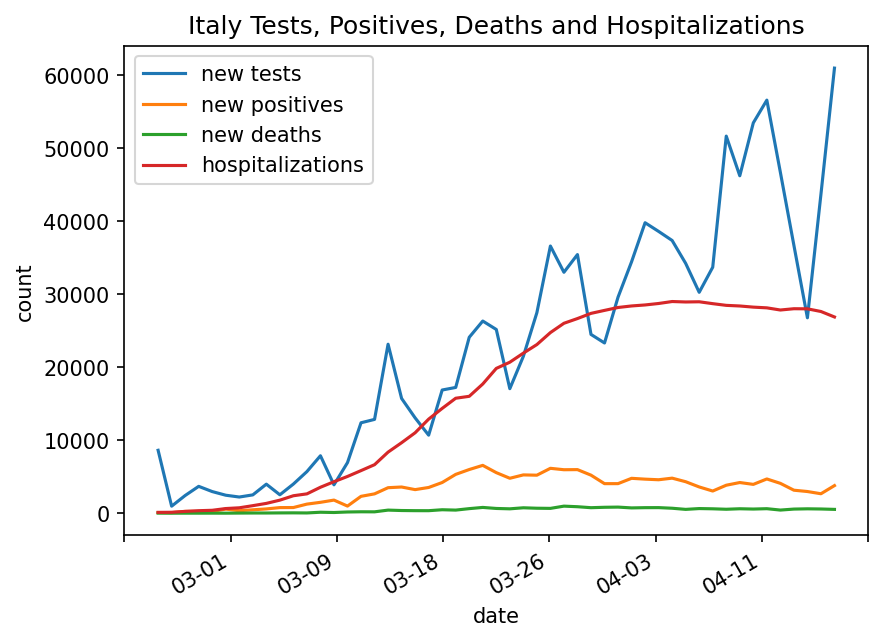 Italy Tests, Positives, Deaths and Hospitalizations
new tests
new positives
new deaths
hospitalizations
60000
50000
40000
30000
20000
10000
0
count
03-01
03-09
03-18
03-26
04-03
04-11
date